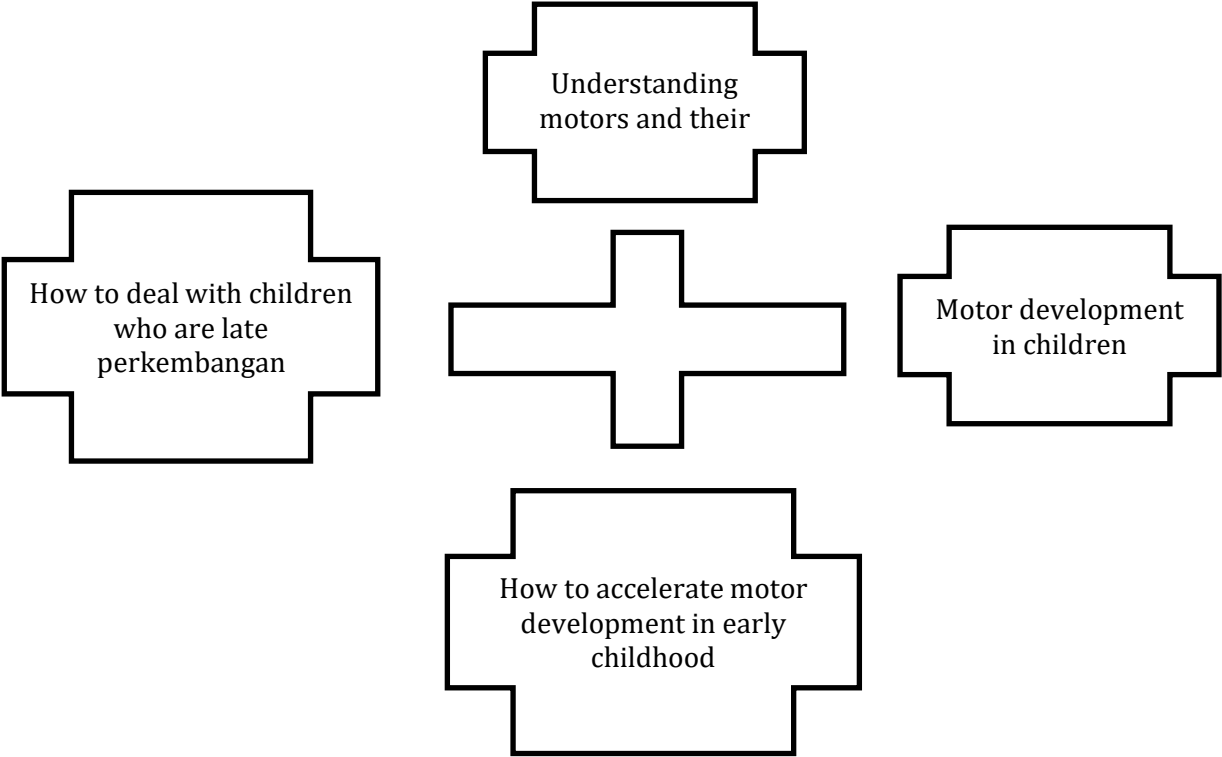 Understanding
motors and their
How to deal with children
who are late
perkembangan
Motor development
in children
How to accelerate motor
development in early
childhood